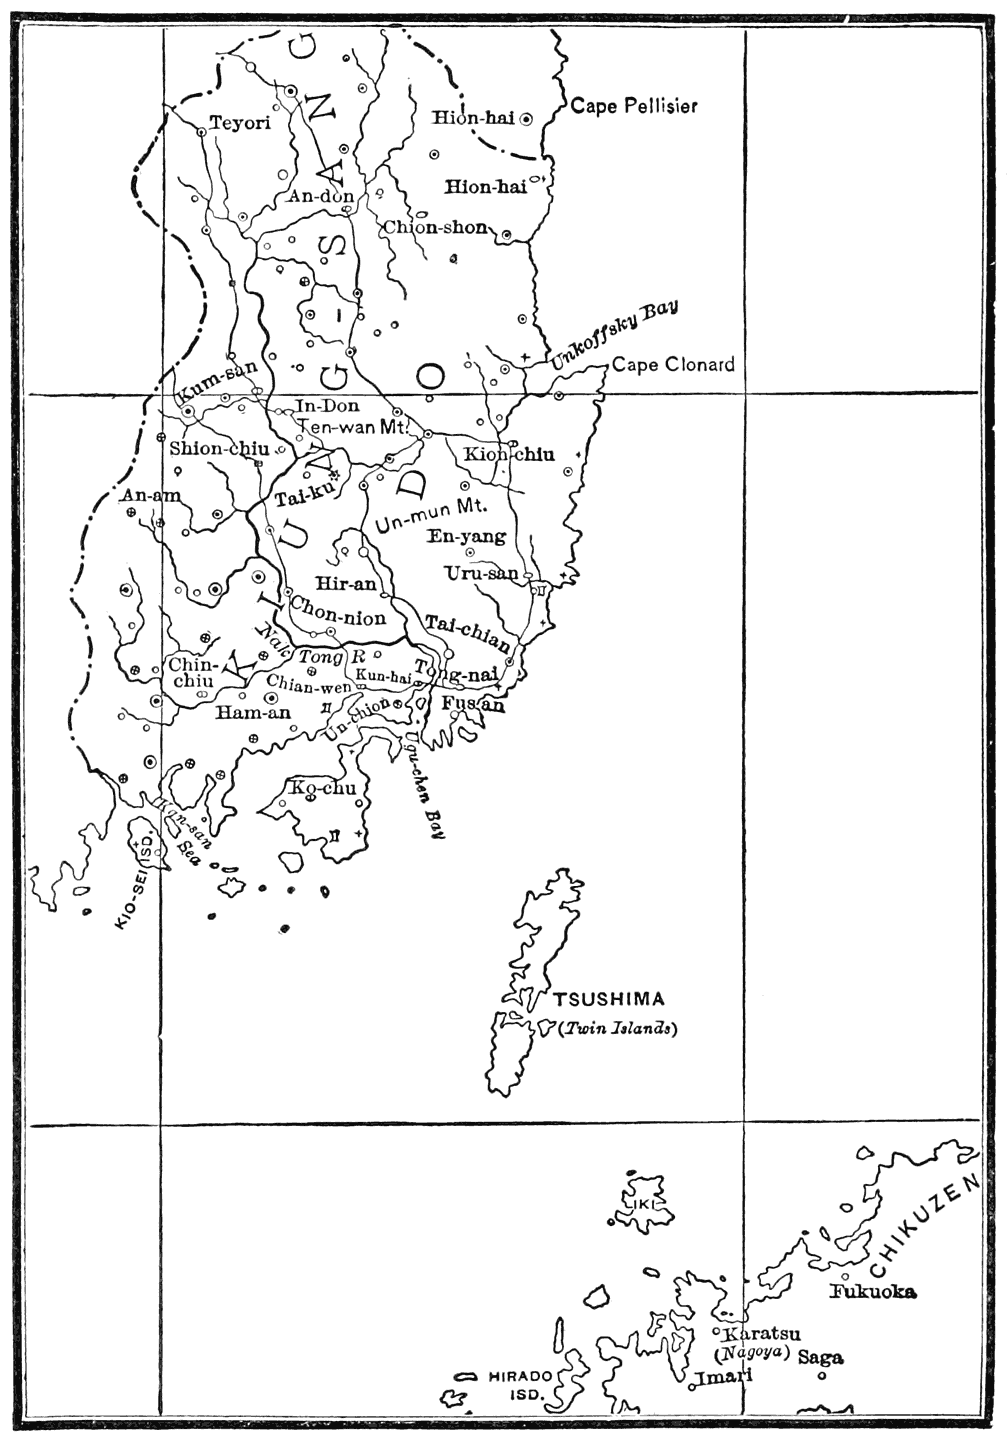 KIUNG-SANG DO
NAI
Cape Pellisier
Hion-hai
Teyori
Hion-hai
An-don
Chion-shon
Unkoffsky Bay
Cape Clonard
Kum-san
In-Don
Ten-wan Mt.
Shion-chiu
Kion-chiu
Tai-ku
An-am
Un-mun Mt.
En-yang
Uru-san
Hir-an
Chon-nion
Tai-chian
Nak Tong R
Chin-
chiu
Chian-wen
Kun-hai
Tong-nai
Ham-an
Un-chion
Fusan
Ugu-chen Bay
Ko-chu
Kan-san
Sea
KIO-SEI ISD.
TSUSHIMA
(Twin Islands)
IKI
CHIKUZEN
Fukuoka
Karatsu
(Nagoya)
Saga
Imari
HIRADO
ISD.